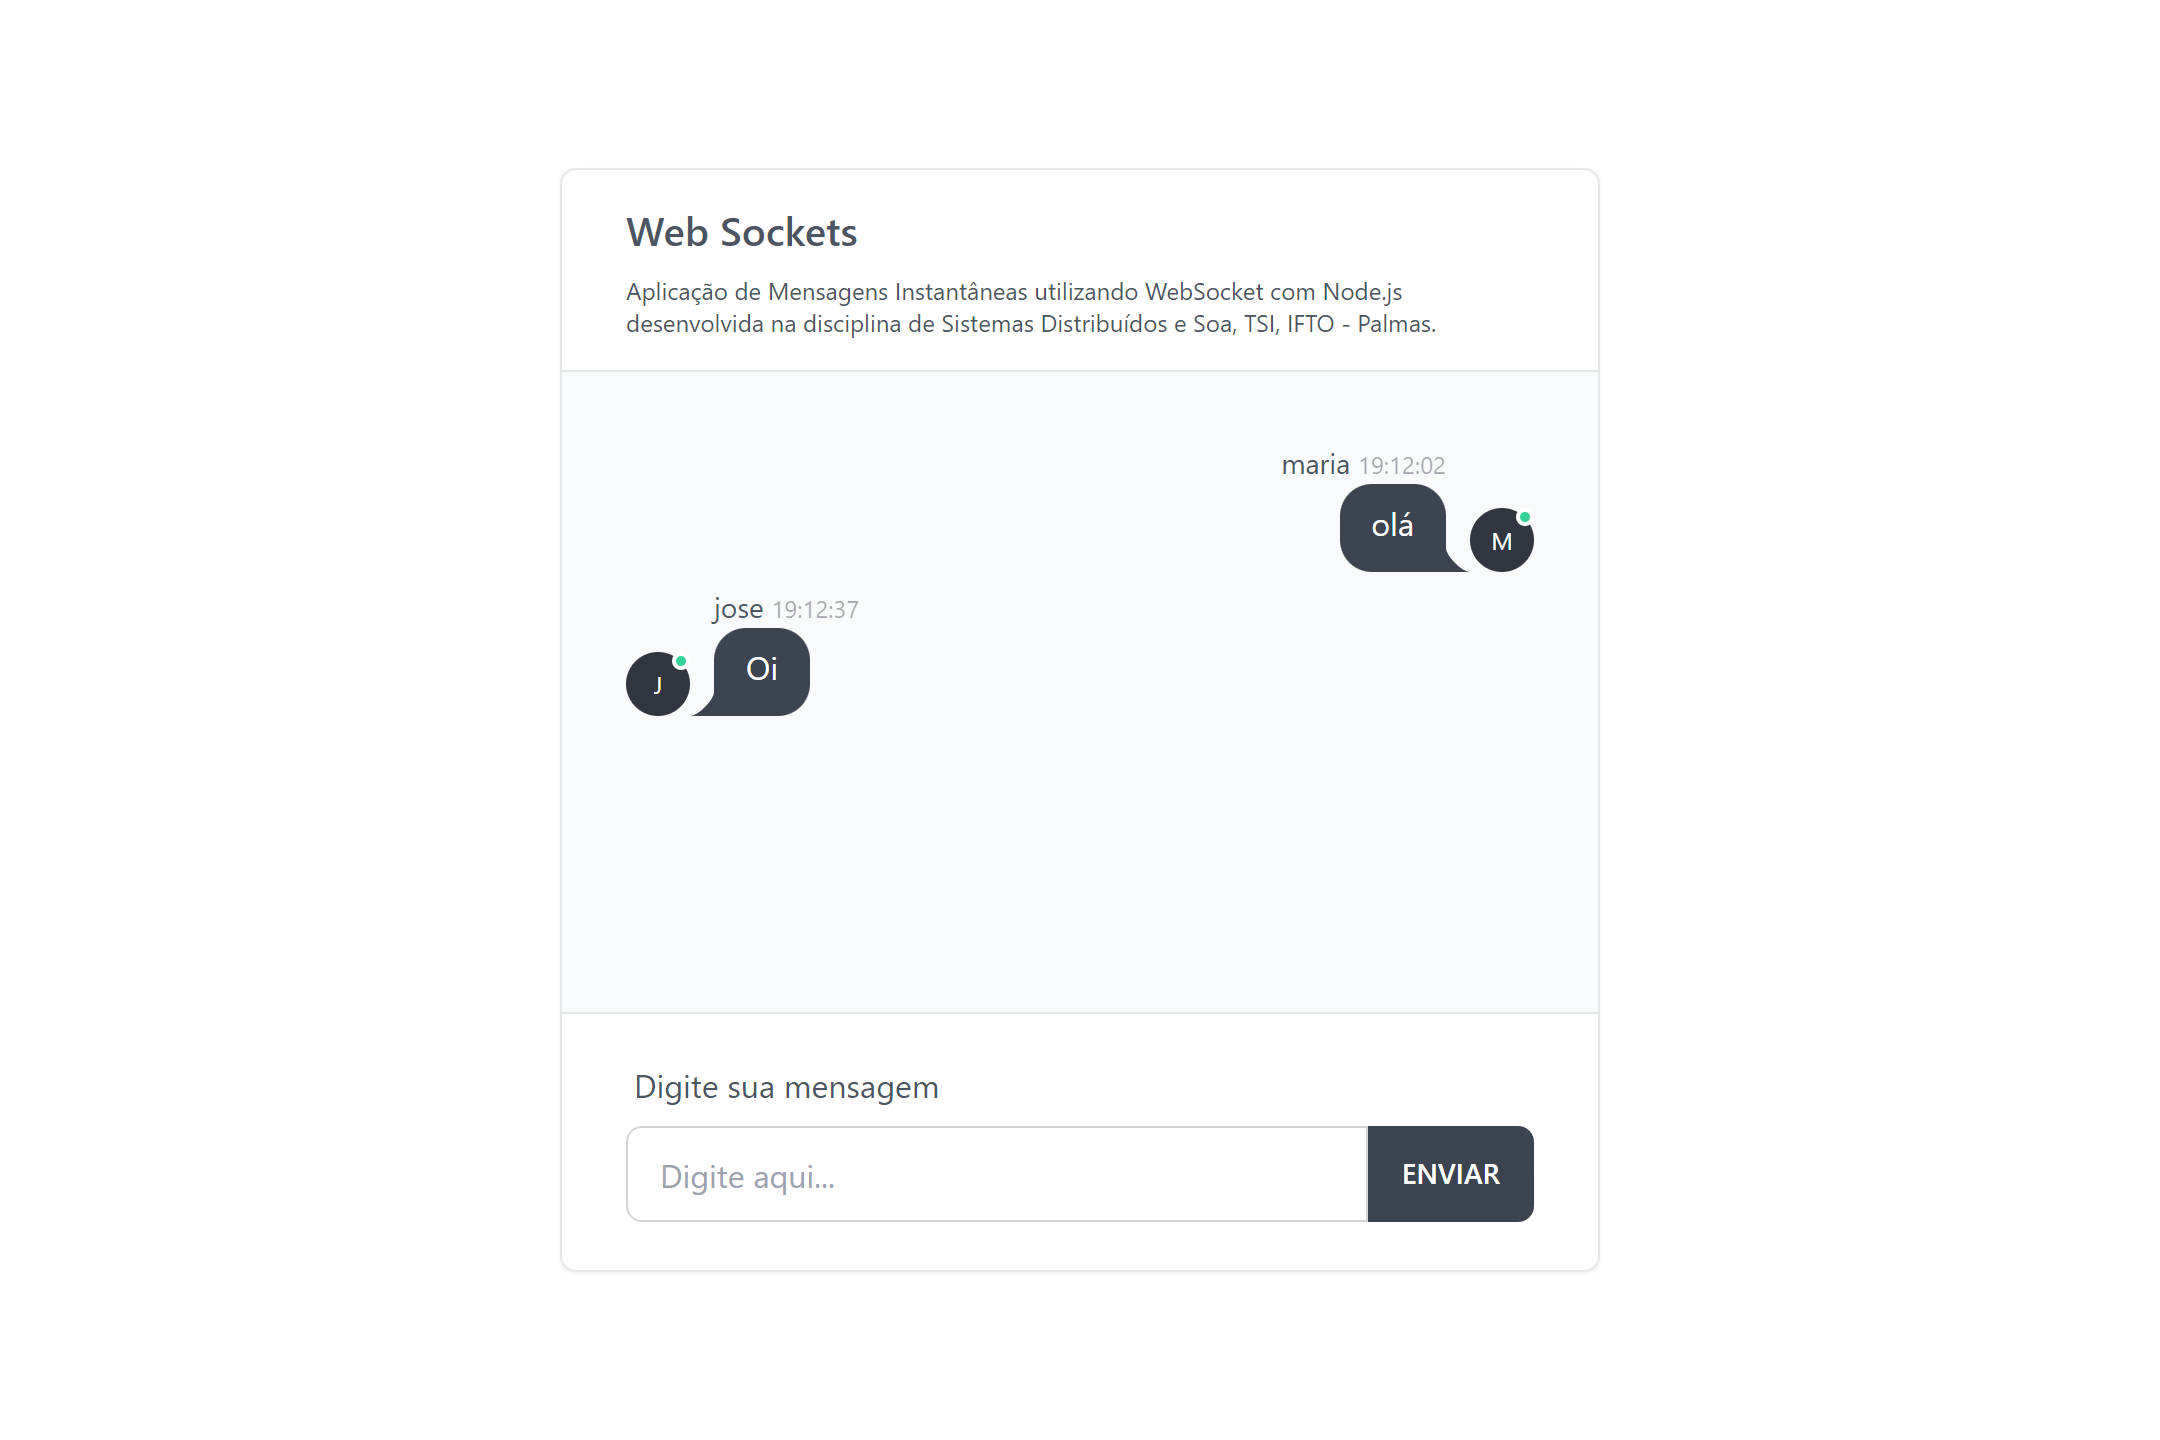 Web Sockets
Aplicação de Mensagens Instantâneas utilizando WebSocket com Node.js
desenvolvida na disciplina de Sistemas Distribuídos e Soa, TSI, IFTO - Palmas.
maria 19:12:02
olá
M
jose 19:12:37
Oi
J
Digite sua mensagem
Digite aqui...
ENVIAR